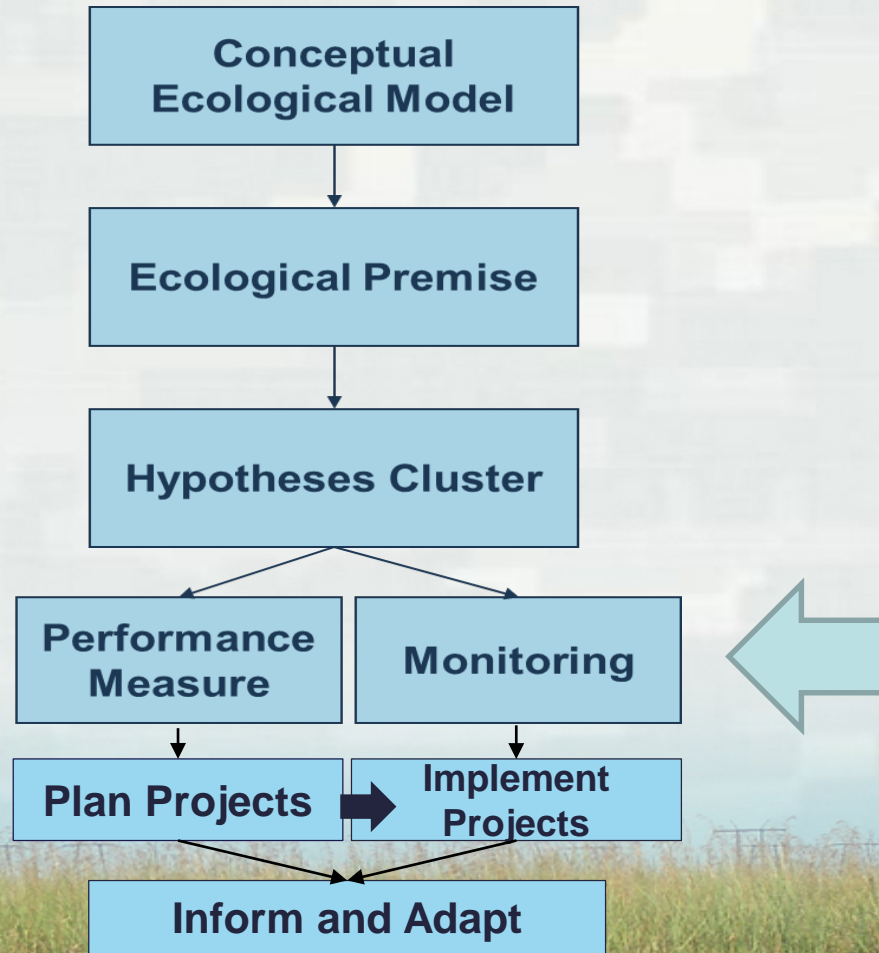 Conceptual
Ecological Model
Ecological Premise
Hypotheses Cluster
Performance
Measure
Monitoring
Plan Projects
Implement
Projects
Inform and Adapt